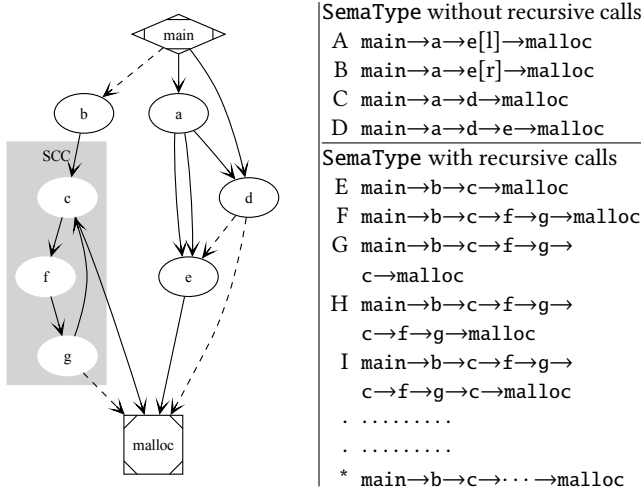 main
b
a
SCC
c
d
f
e
g
malloc
SemaType without recursive calls
A main→a→e[l]→malloc
B main→a→e[r]→malloc
C main→a→d→malloc
D main→a→d→e→malloc
SemaType with recursive calls
E main→b→c→malloc
F main→b→c→f→g→malloc
G main→b→c→f→g→
c→malloc
H main→b→c→f→g→
c→f→g→malloc
I main→b→c→f→g→
c→f→g→c→malloc
. ·········
. ·········
* main→b→c→···→malloc